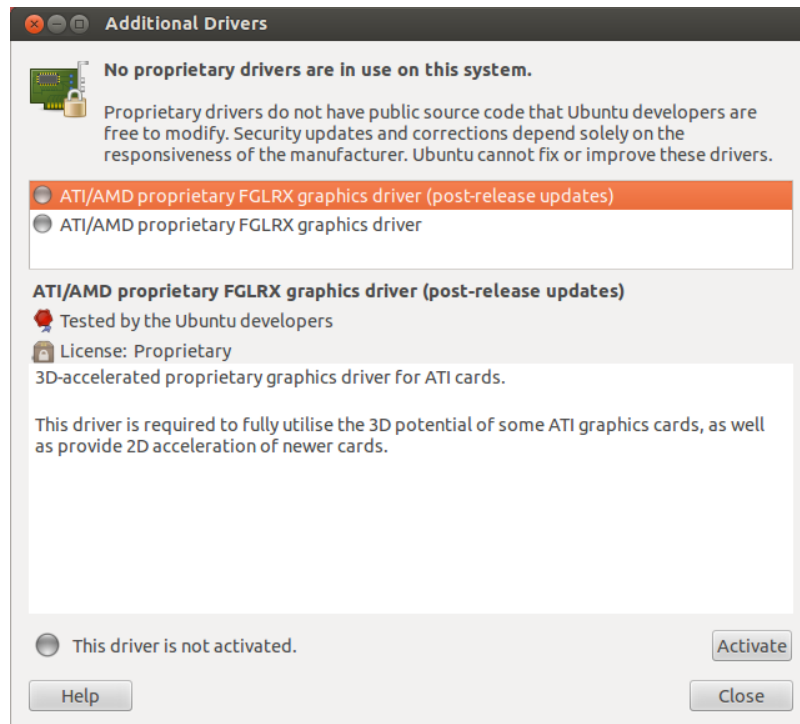 Additional Drivers
No proprietary drivers are in use on this system.
Proprietary drivers do not have public source code that Ubuntu developers are
free to modify. Security updates and corrections depend solely on the
responsiveness of the manufacturer. Ubuntu cannot fix or improve these drivers.
ATI/AMD proprietary FGLRX graphics driver (post-release updates)
ATI/AMD proprietary FGLRX graphics driver
ATI/AMD proprietary FGLRX graphics driver (post-release updates)
Tested by the Ubuntu developers
License: Proprietary
3D-accelerated proprietary graphics driver for ATI cards.
This driver is required to fully utilise the 3D potential of some ATI graphics cards, as well
as provide 2D acceleration of newer cards.
This driver is not activated.
Activate
Help
Close